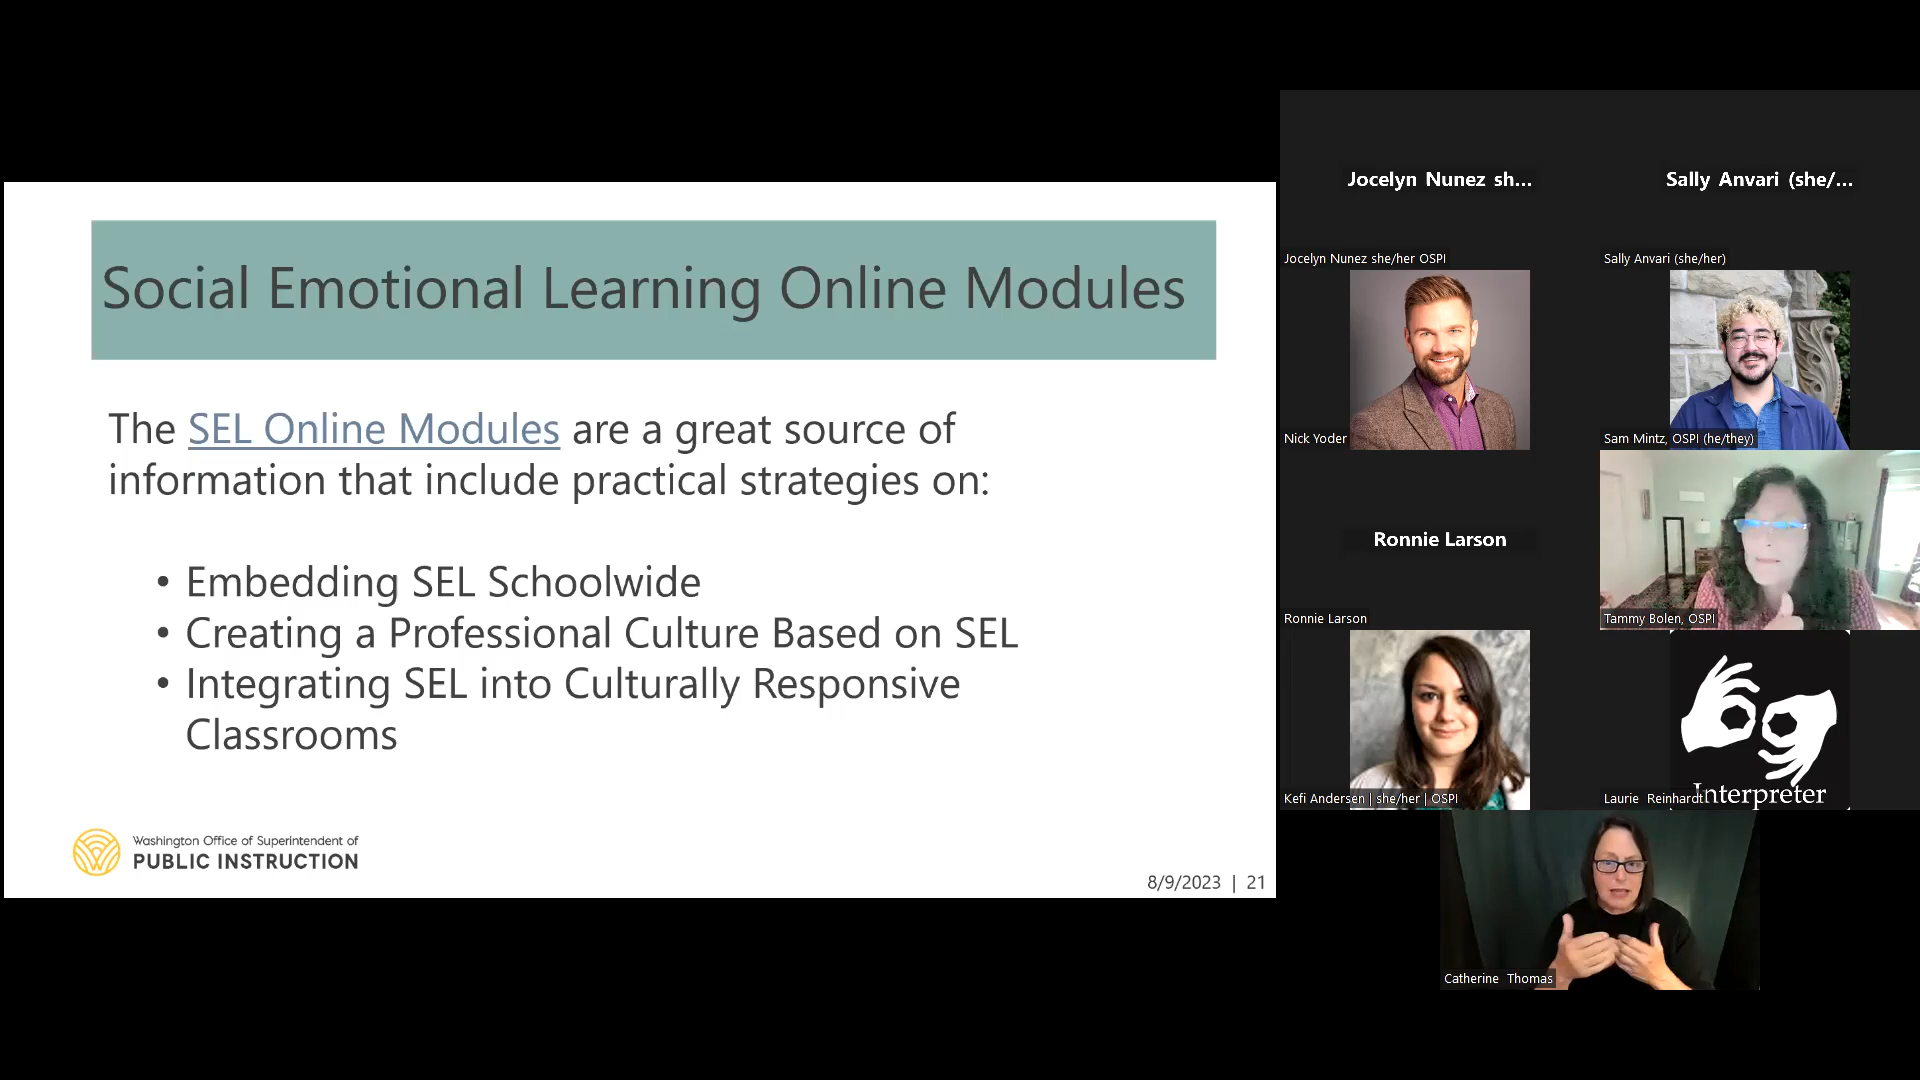 Social Emotional Learning Online Modules
The SEL Online Modules are a great source of
information that include practical strategies on:
• Embedding SEL Schoolwide
• Creating a Professional Culture Based on SEL
• Integrating SEL into Culturally Responsive
Classrooms
Washington Office of Superintendent of
PUBLIC INSTRUCTION
8/9/2023 | 21
Jocelyn Nunez sh...
Sally Anvari (she/...
Jocelyn Nunez she/her OSPI
Sally Anvari (she/her)
Nick Yoder
Sam Mintz, OSPI (he/they)
Ronnie Larson
Ronnie Larson
Tammy Bolen, OSPI
Kefi Andersen | she/her | OSPI
Laurie Reinhardt
Interpreter
Catherine Thomas